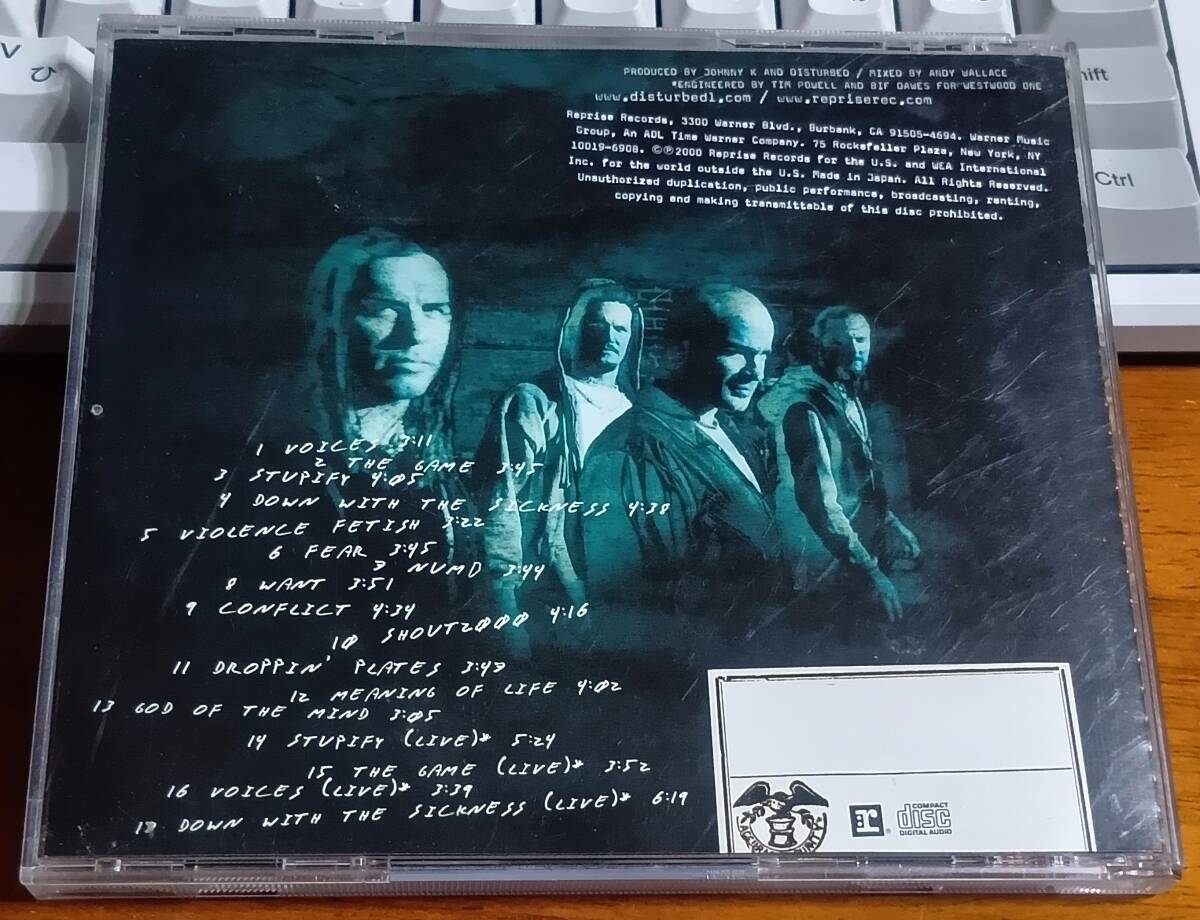 V
ひ
hift
Ctrl
PRODUCED BY JOHNNY K AND DISTURBED / MIXED BY ANDY WALLACE
*ENGINEERED BY TIM POWELL AND BIF DAWES FOR WESTWOOD ONE
www.disturbed1.com / www.repriserec.com
Reprise Records, 3300 Warner Blvd., Burbank, CA 91505-4694. Warner Music
Group, An AOL Time Warner Company. 75 Rockefeller Plaza, New York, NY
10019-6908. ©℗2000 Reprise Records for the U.S. and WEA International
Inc. for the world outside the U.S. Made in Japan. All Rights Reserved.
Unauthorized duplication, public performance, broadcasting, renting,
copying and making transmittable of this disc prohibited.
1 VOICES 3:11
2 THE GAME 3:45
3 STUPIFY 4:05
4 DOWN WITH THE SICKNESS 4:38
5 VIOLENCE FETISH 3:22
6 FEAR 3:45
7 NUMB 3:44
8 WANT 3:51
9 CONFLICT 4:34
10 SHOUT2000 4:16
11 DROPPIN' PLATES 3:48
12 MEANING OF LIFE 4:02
13 GOD OF THE MIND 3:05
14 STUPIFY (LIVE)* 5:24
15 THE GAME (LIVE)* 3:52
16 VOICES (LIVE)* 3:39
17 DOWN WITH THE SICKNESS (LIVE)* 6:19
r
COMPACT
disc
DIGITAL AUDIO